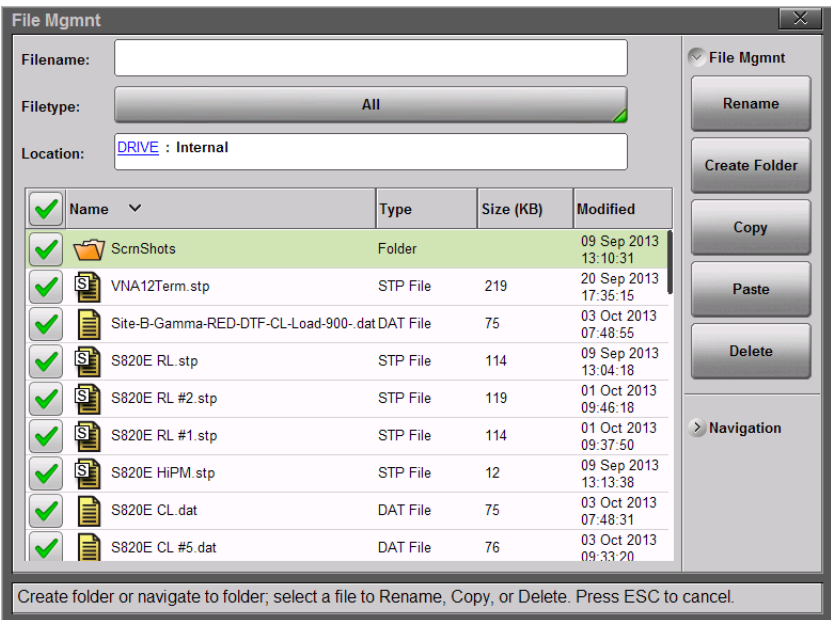 File Mgmnt
Filename:
Filetype: All
Location: DRIVE : Internal
Name Type Size (KB) Modified
ScrnShots Folder 09 Sep 2013 13:10:31
VNA12Term.stp STP File 219 20 Sep 2013 17:35:15
Site-B-Gamma-RED-DTF-CL-Load-900-.dat DAT File 75 03 Oct 2013 07:48:55
S820E RL.stp STP File 114 09 Sep 2013 13:04:18
S820E RL #2.stp STP File 119 01 Oct 2013 09:46:18
S820E RL #1.stp STP File 114 01 Oct 2013 09:37:50
S820E HiPM.stp STP File 12 09 Sep 2013 13:13:38
S820E CL.dat DAT File 75 03 Oct 2013 07:48:31
S820E CL #5.dat DAT File 76 03 Oct 2013 09:33:20
File Mgmnt
Rename
Create Folder
Copy
Paste
Delete
Navigation
Create folder or navigate to folder; select a file to Rename, Copy, or Delete. Press ESC to cancel.